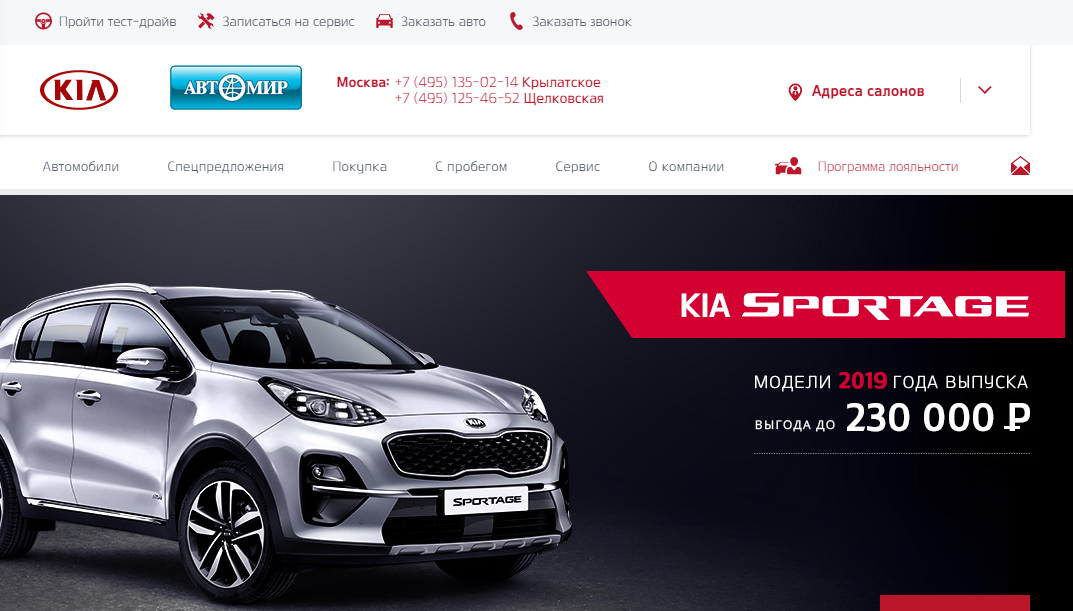 Пройти тест-драйв Записаться на сервис Заказать авто Заказать звонок
KIA АВТОМИР Москва: +7 (495) 135-02-14 Крылатское
+7 (495) 125-46-52 Щелковская
Адреса салонов
Автомобили Спецпредложения Покупка С пробегом Сервис О компании Программа лояльности
KIA SPORTAGE
МОДЕЛИ 2019 ГОДА ВЫПУСКА
ВЫГОДА ДО 230 000 ₽
KIA
SPORTAGE